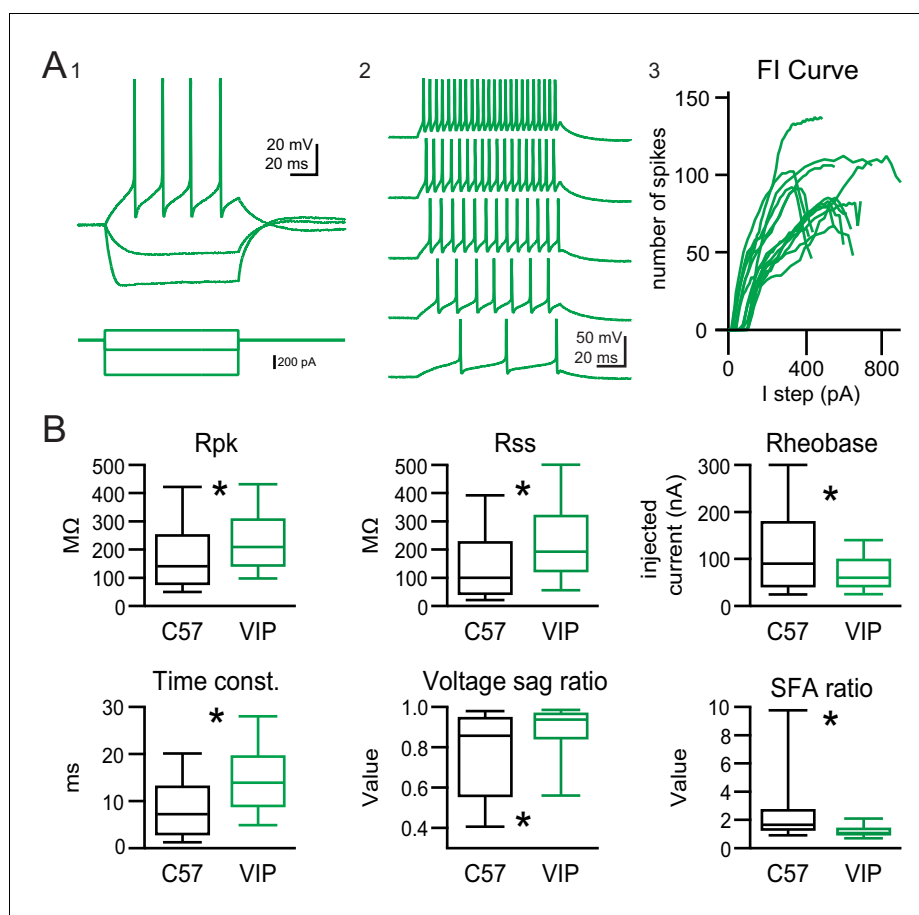 A1
20 mV
20 ms
200 pA
2
50 mV
20 ms
3
FI Curve
number of spikes
150
100
50
0
0 400 800
I step (pA)
B
Rpk
MΩ
500
400
300
200
100
0
C57 VIP
*
Rss
MΩ
500
400
300
200
100
0
C57 VIP
*
Rheobase
injected
current (nA)
300
200
100
0
C57 VIP
*
Time const.
ms
30
20
10
0
C57 VIP
*
Voltage sag ratio
Value
1.0
0.8
0.6
0.4
C57 VIP
*
SFA ratio
Value
10
8
6
4
2
0
C57 VIP
*